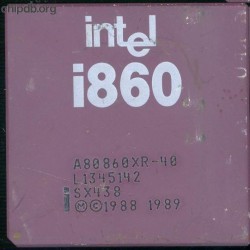 chipdb.org
intel
i860
A80860XR-40
L1345142
SX438
Ⓜ©1988 1989